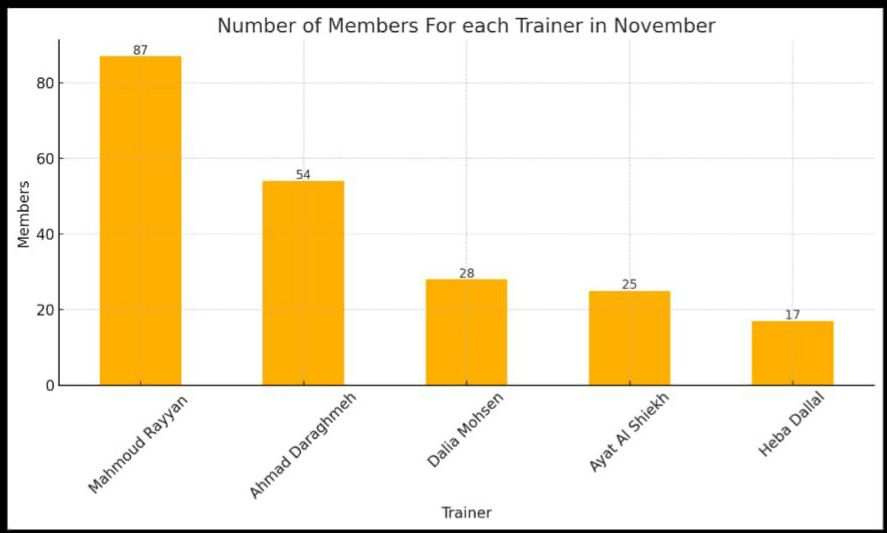 Number of Members For each Trainer in November
Members
80
60
40
20
0
87
54
28
25
17
Mahmoud Rayyan
Ahmad Daraghmeh
Dalia Mohsen
Ayat Al Shiekh
Heba Dallal
Trainer